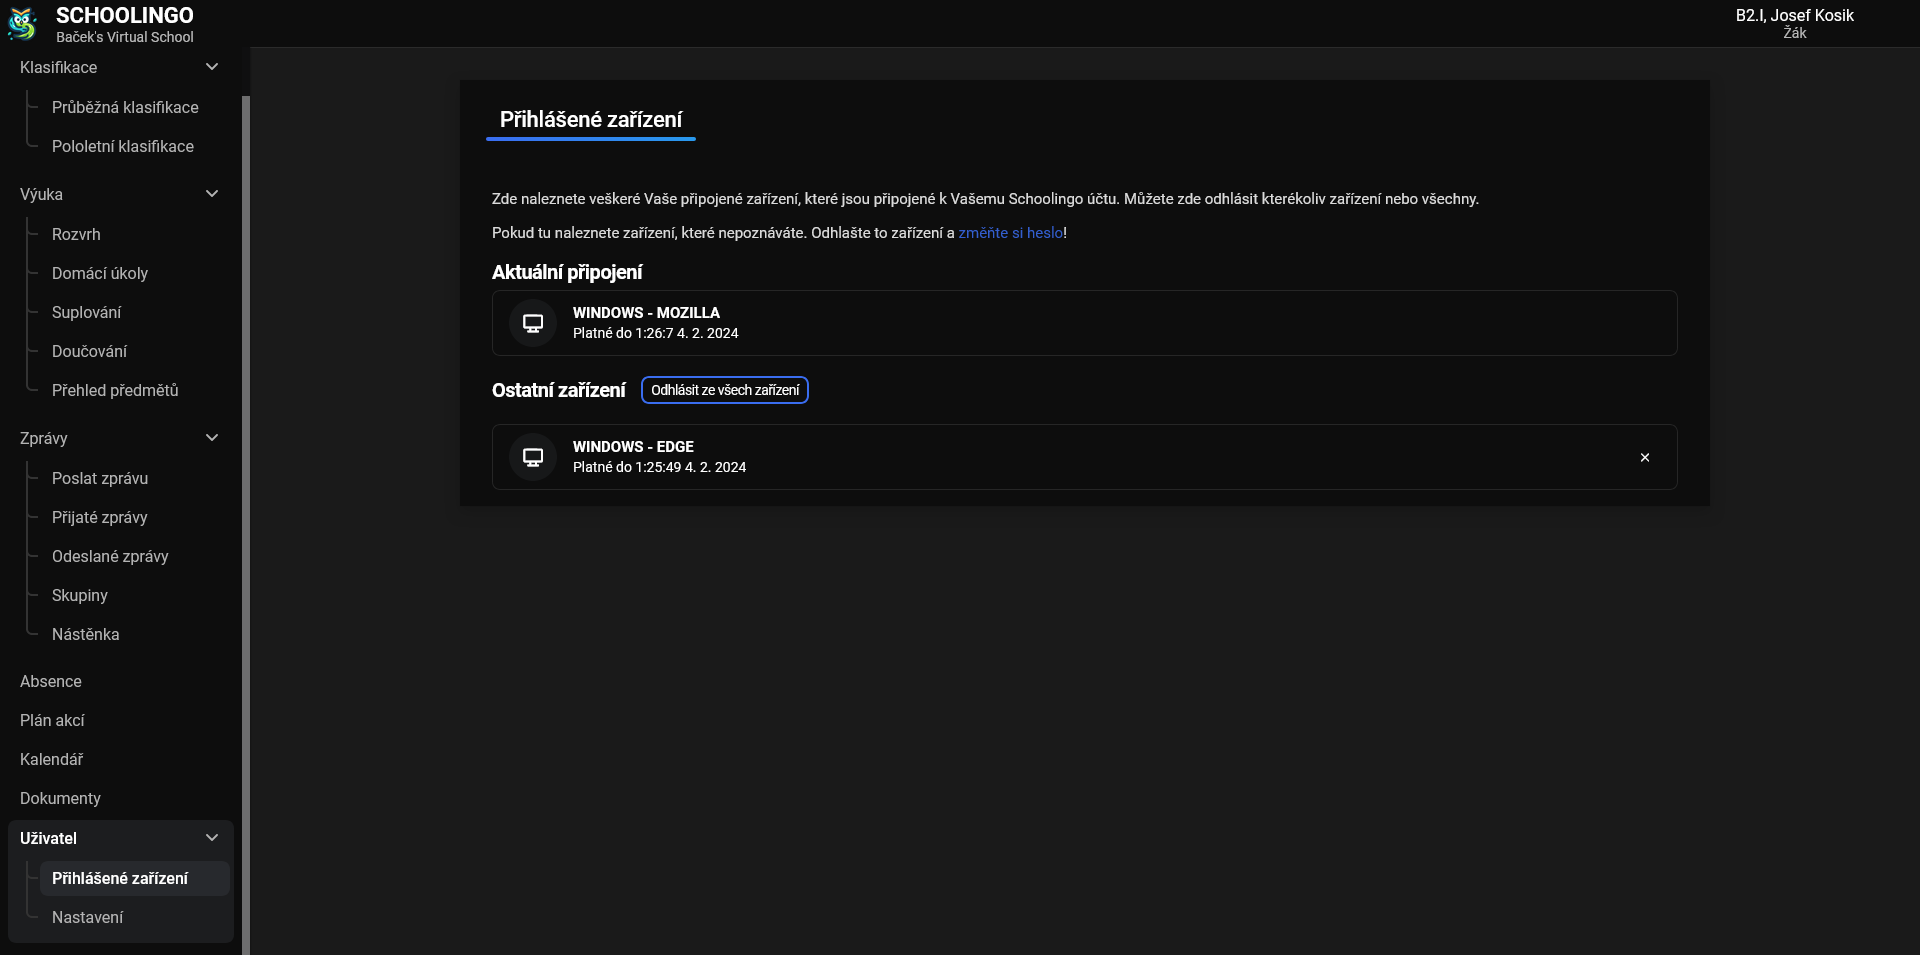 SCHOOLINGO
Baček's Virtual School
B2.I, Josef Kosik
Žák
Klasifikace
Průběžná klasifikace
Pololetní klasifikace
Výuka
Rozvrh
Domácí úkoly
Suplování
Doučování
Přehled předmětů
Zprávy
Poslat zprávu
Přijaté zprávy
Odeslané zprávy
Skupiny
Nástěnka
Absence
Plán akcí
Kalendář
Dokumenty
Uživatel
Přihlášené zařízení
Nastavení
Přihlášené zařízení
Zde naleznete veškeré Vaše připojené zařízení, které jsou připojené k Vašemu Schoolingo účtu. Můžete zde odhlásit kterékoliv zařízení nebo všechny.
Pokud tu naleznete zařízení, které nepoznáváte. Odhlašte to zařízení a změňte si heslo!
Aktuální připojení
WINDOWS - MOZILLA
Platné do 1:26:7 4. 2. 2024
Ostatní zařízení
Odhlásit ze všech zařízení
WINDOWS - EDGE
Platné do 1:25:49 4. 2. 2024